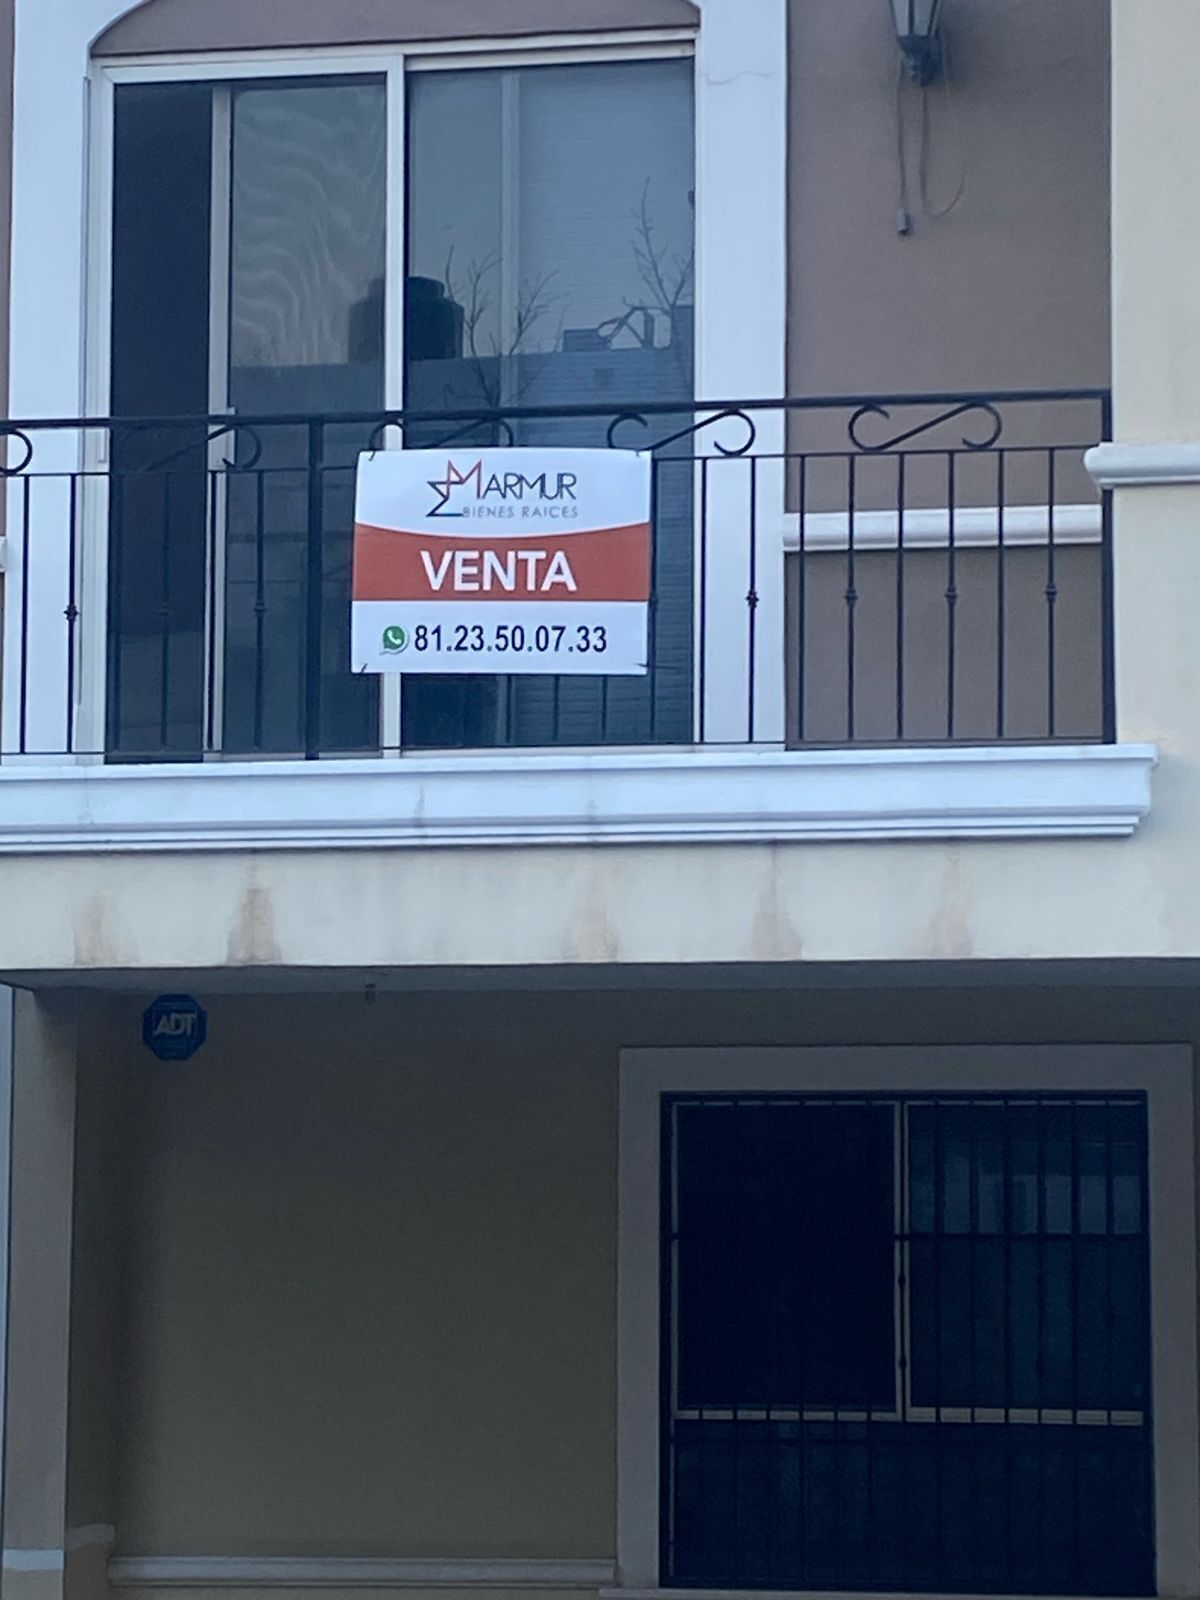 MARMUR
BIENES RAICES
VENTA
81.23.50.07.33
ADT